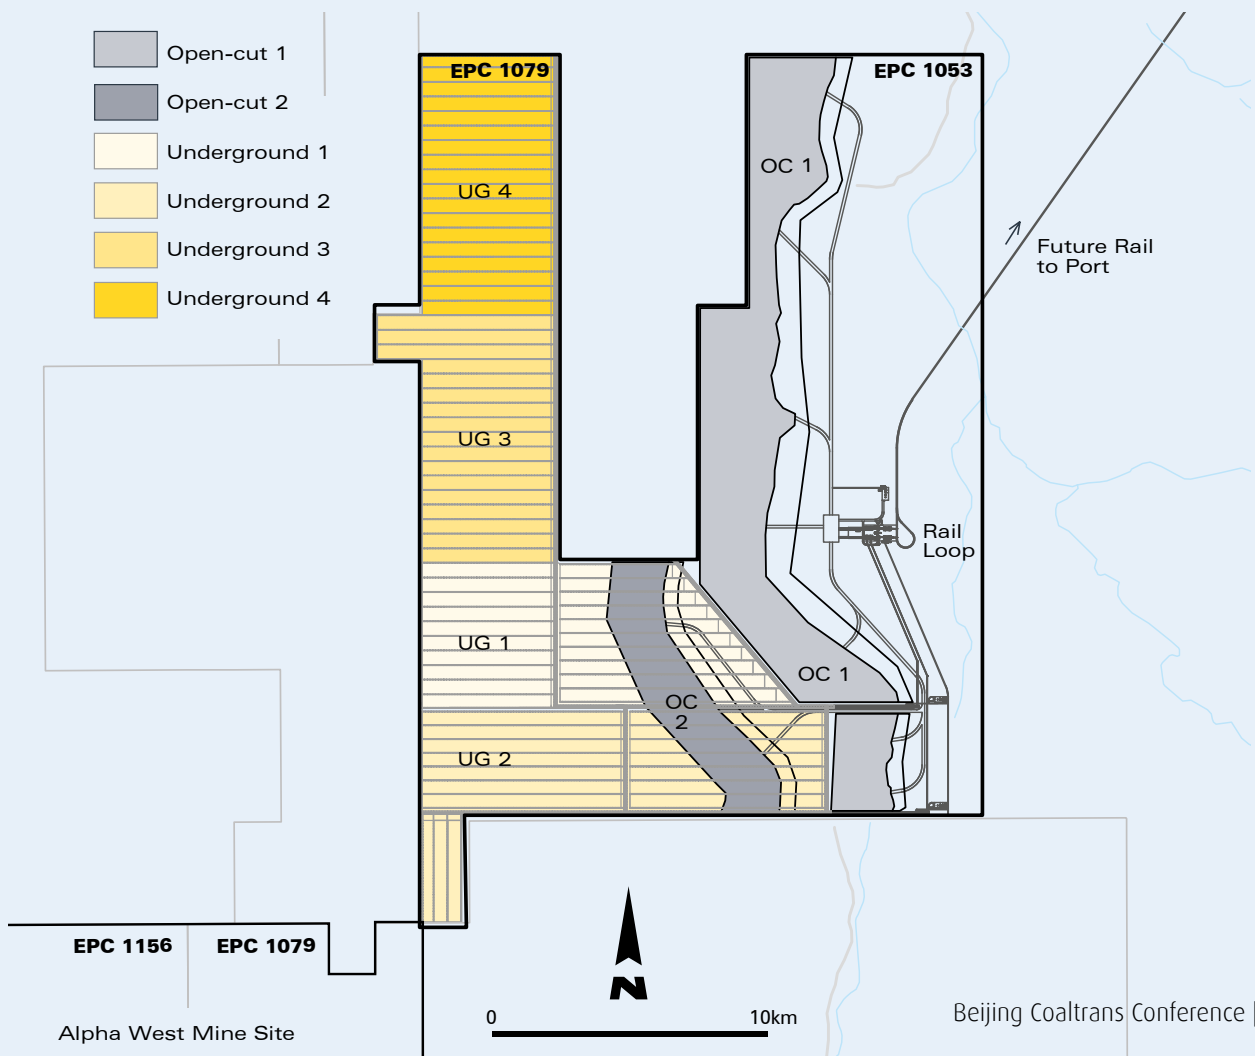 Open-cut 1
Open-cut 2
Underground 1
Underground 2
Underground 3
Underground 4
EPC 1079
EPC 1053
OC 1
UG 4
Future Rail
to Port
UG 3
Rail
Loop
UG 1
OC 1
OC
2
UG 2
EPC 1156
EPC 1079
N
Alpha West Mine Site
0
10km
Beijing Coaltrans Conference |